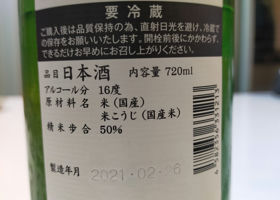 要冷蔵
ご購入後は品質保持の為、直射日光を避け、冷蔵で
の保存をお願いいたします。開栓前後にかかわらず、
できるだけお早めにお召し上がりください。
品目 日本酒 内容量 720ml
アルコール分 16度
原材料名 米(国産)
米こうじ(国産米)
精米歩合 50%
製造年月 2021.02